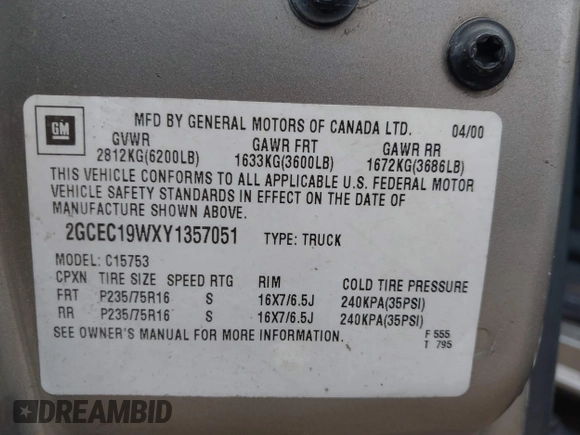 GM
MFD BY GENERAL MOTORS OF CANADA LTD. 04/00
GVWR GAWR FRT GAWR RR
2812KG(6200LB) 1633KG(3600LB) 1672KG(3686LB)
THIS VEHICLE CONFORMS TO ALL APPLICABLE U.S. FEDERAL MOTOR
VEHICLE SAFETY STANDARDS IN EFFECT ON THE DATE OF
MANUFACTURE SHOWN ABOVE.
2GCEC19WXY1357051 TYPE: TRUCK
MODEL: C15753
CPXN TIRE SIZE SPEED RTG RIM COLD TIRE PRESSURE
FRT P235/75R16 S 16X7/6.5J 240KPA(35PSI)
RR P235/75R16 S 16X7/6.5J 240KPA(35PSI)
SEE OWNER'S MANUAL FOR MORE INFORMATION.
F 555
T 795
DREAMBID